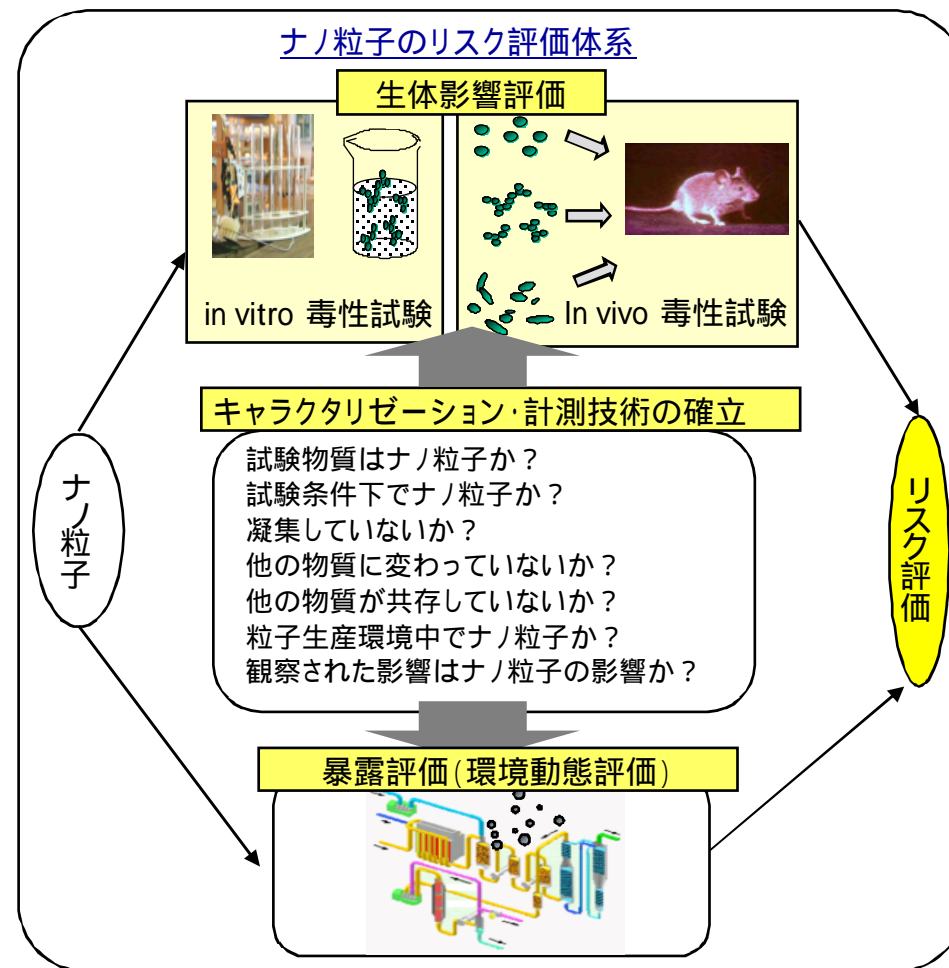 ナノ粒子のリスク評価体系
生体影響評価
in vitro 毒性試験
In vivo 毒性試験
キャラクタリゼーション・計測技術の確立
試験物質はナノ粒子か？
試験条件下でナノ粒子か？
凝集していないか？
他の物質に変わっていないか？
他の物質が共存していないか？
粒子生産環境中でナノ粒子か？
観察された影響はナノ粒子の影響か？
ナノ粒子
リスク評価
暴露評価(環境動態評価)